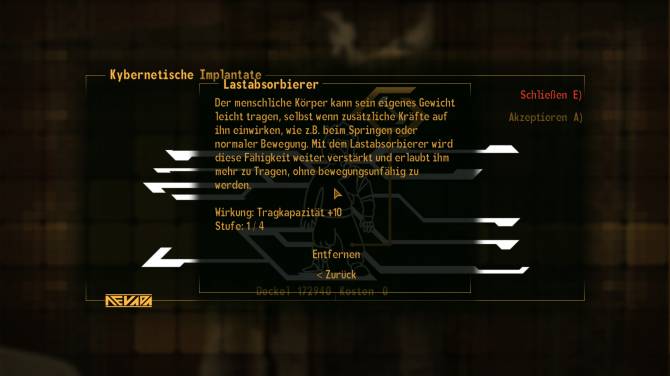 Kybernetische Implantate
Lastabsorbierer
Schließen E)
Akzeptieren A)
Der menschliche Körper kann sein eigenes Gewicht
leicht tragen, selbst wenn zusätzliche Kräfte auf
ihn einwirken, wie z.B. beim Springen oder
normaler Bewegung. Mit dem Lastabsorbierer wird
diese Fähigkeit weiter verstärkt und erlaubt ihm
mehr zu Tragen, ohne bewegungsunfähig zu
werden.
Wirkung: Tragkapazität +10
Stufe: 1 / 4
Entfernen
< Zurück
Deckel 172940 Kosten 0